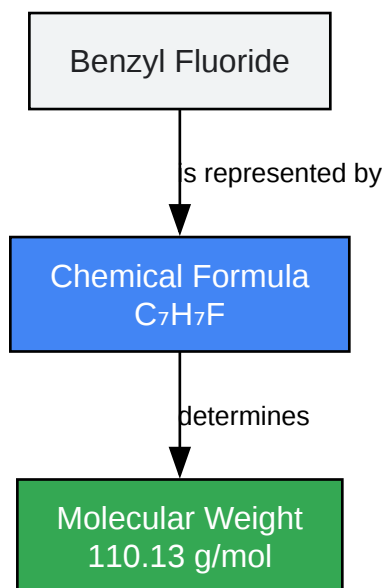 Benzyl Fluoride
is represented by
Chemical Formula
C₇H₇F
determines
Molecular Weight
110.13 g/mol